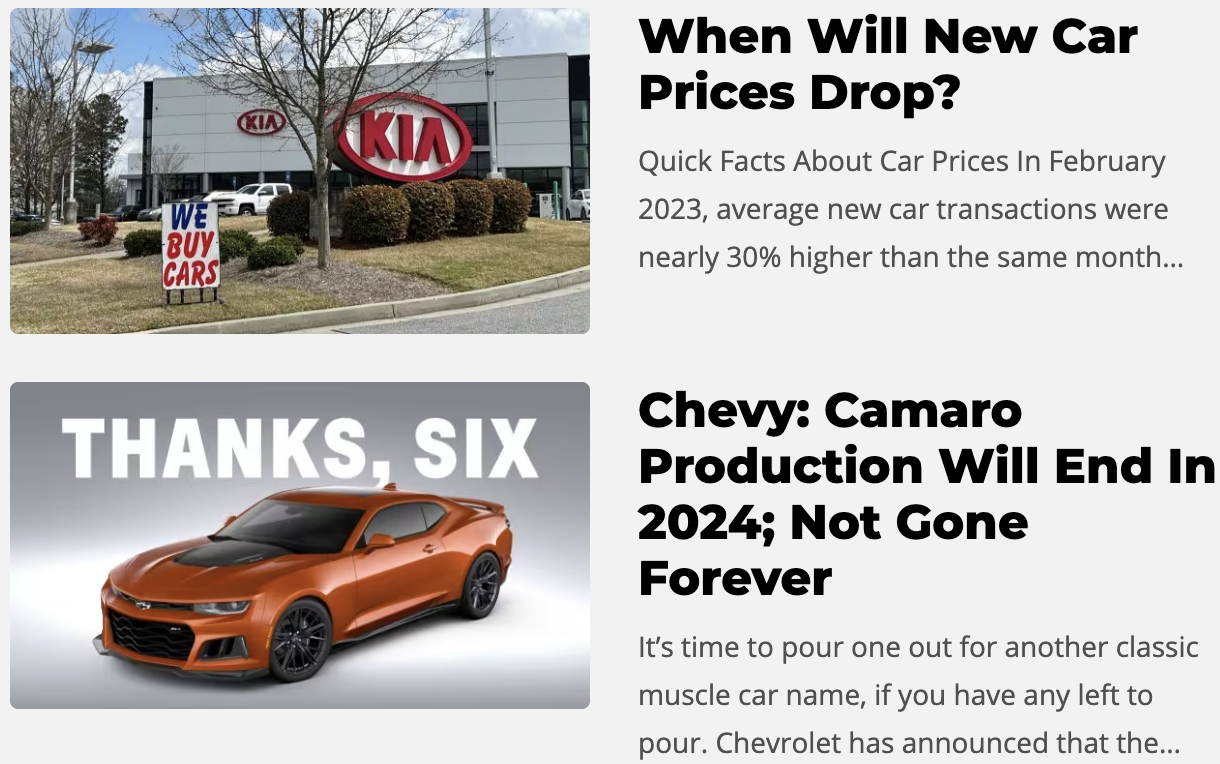 KIA
KIA
WE
BUY
CARS
When Will New Car
Prices Drop?
Quick Facts About Car Prices In February
2023, average new car transactions were
nearly 30% higher than the same month...
THANKS, SIX
Chevy: Camaro
Production Will End In
2024; Not Gone
Forever
It’s time to pour one out for another classic
muscle car name, if you have any left to
pour. Chevrolet has announced that the...